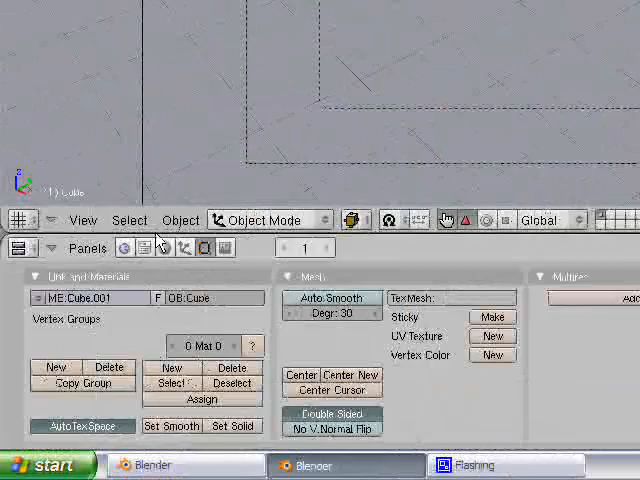 z
(1) Cube
View Select Object Object Mode Global
Panels 1
Link and Materials Mesh Multires
ME:Cube.001 F OB:Cube Auto Smooth TexMesh:
Degr: 30
Vertex Groups Sticky Make
UV Texture New
0 Mat 0 ? Vertex Color New
New Delete New Delete Center Center New
Copy Group Select Deselect Center Cursor
Assign
Double Sided
AutoTexSpace Set Smooth Set Solid No V.Normal Flip
start Blender Blender Flashing